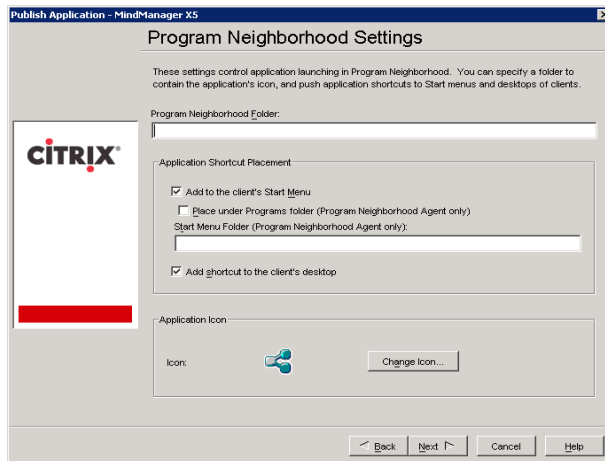 Publish Application - MindManager X5
Program Neighborhood Settings
These settings control application launching in Program Neighborhood. You can specify a folder to
contain the application's icon, and push application shortcuts to Start menus and desktops of clients.
Program Neighborhood Folder:
CİTRIX®
Application Shortcut Placement
Add to the client's Start Menu
Place under Programs folder (Program Neighborhood Agent only)
Start Menu Folder (Program Neighborhood Agent only):
Add shortcut to the client's desktop
Application Icon
Icon:
Change Icon...
Back
Next
Cancel
Help